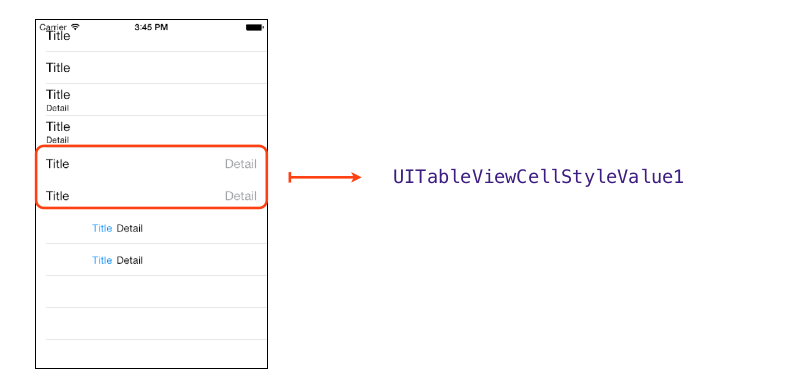 Carrier 3:45 PM
Title
Title
Title
Detail
Title
Detail
Title Detail
Title Detail
Title Detail
Title Detail
UITableViewCellStyleValue1